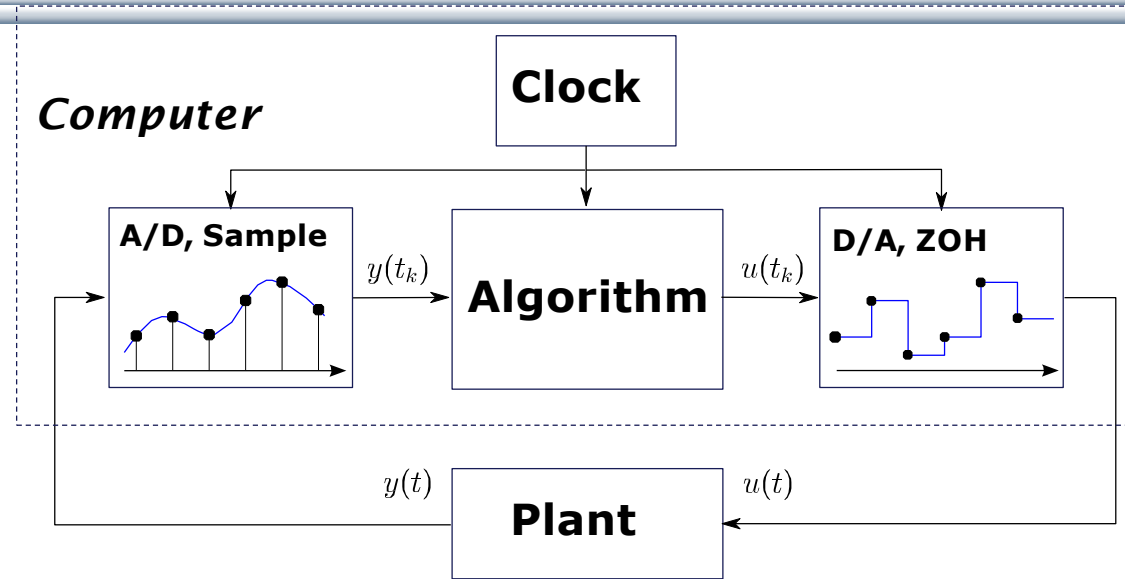 Clock
Computer
A/D, Sample
D/A, ZOH
y(t_k)
u(t_k)
Algorithm
y(t)
u(t)
Plant